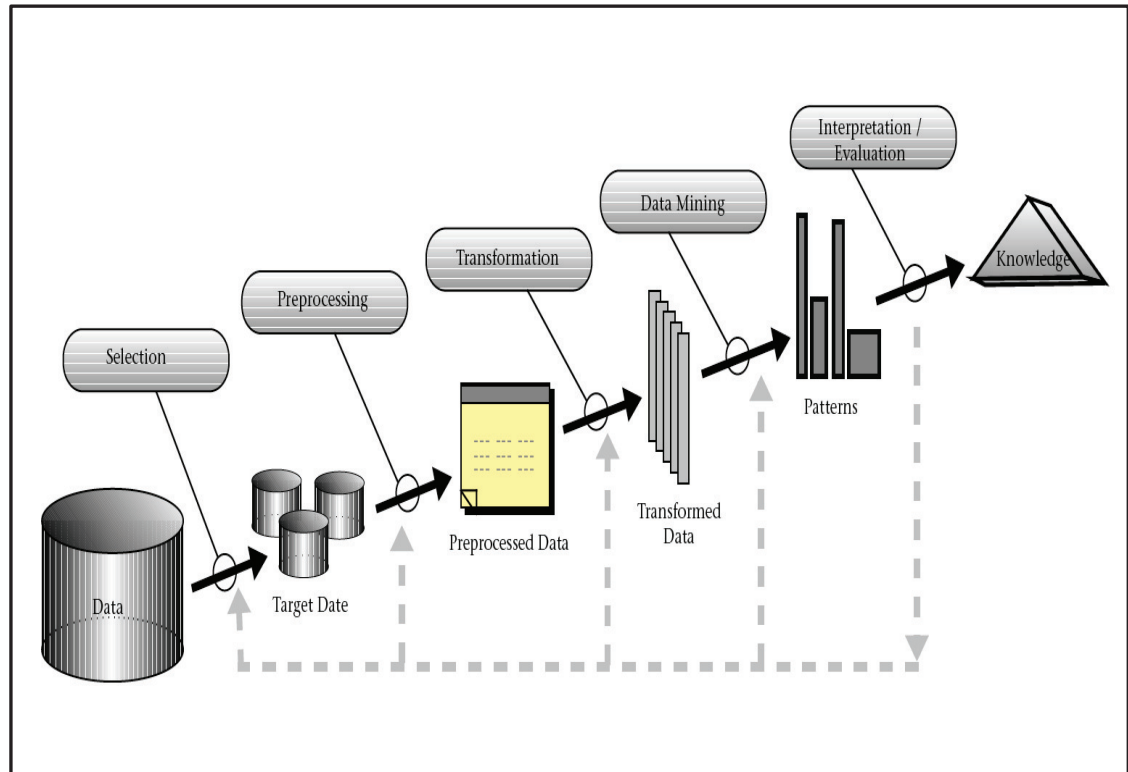 Interpretation /
Evaluation
Data Mining
Transformation
Preprocessing
Selection
Knowledge
Patterns
Transformed
Data
Preprocessed Data
Target Date
Data